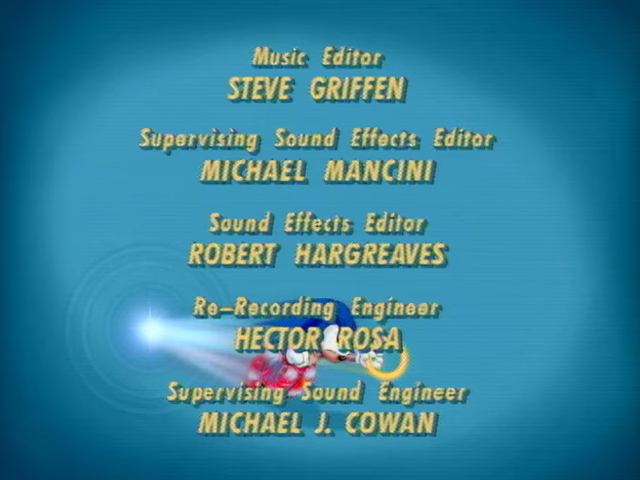 Music Editor
STEVE GRIFFEN
Supervising Sound Effects Editor
MICHAEL MANCINI
Sound Effects Editor
ROBERT HARGREAVES
Re-Recording Engineer
HECTOR ROSA
Supervising Sound Engineer
MICHAEL J. COWAN